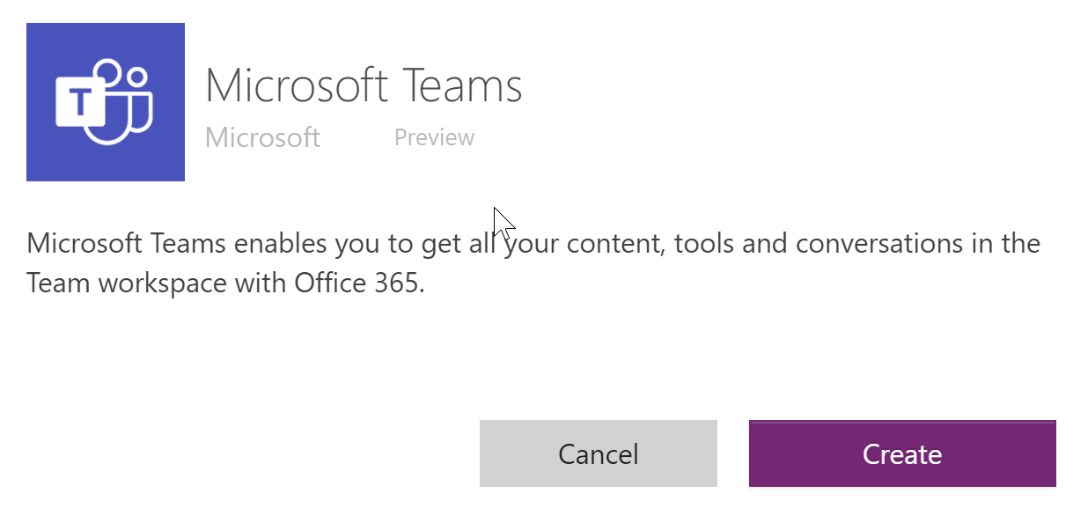 T
Microsoft Teams
Microsoft Preview
Microsoft Teams enables you to get all your content, tools and conversations in the
Team workspace with Office 365.
Cancel Create